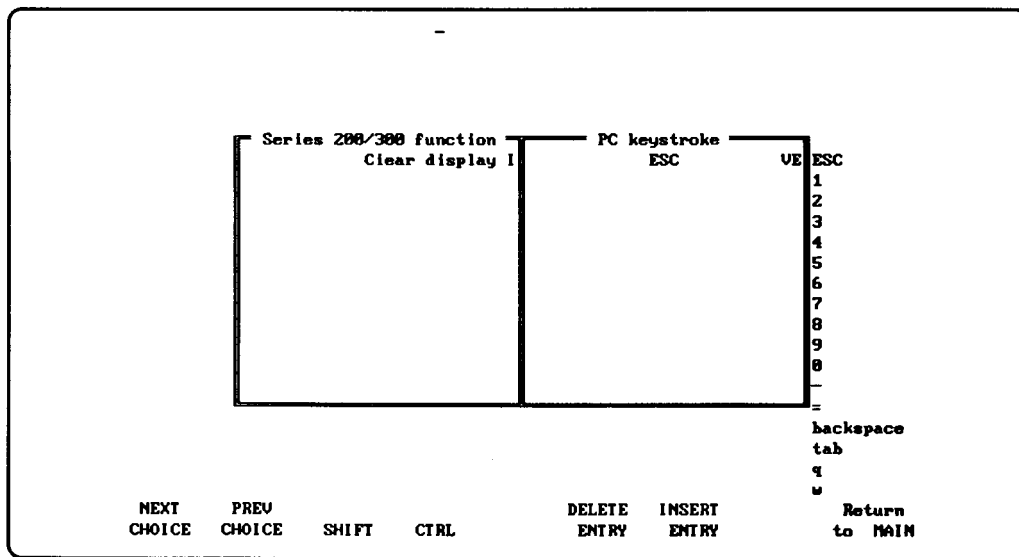 Series 200/300 function PC keystroke
Clear display I ESC VE ESC
1
2
3
4
5
6
7
8
9
0
-
=
backspace
tab
q
w
NEXT CHOICE
PREV CHOICE
SHIFT
CTRL
DELETE ENTRY
INSERT ENTRY
Return to MAIN